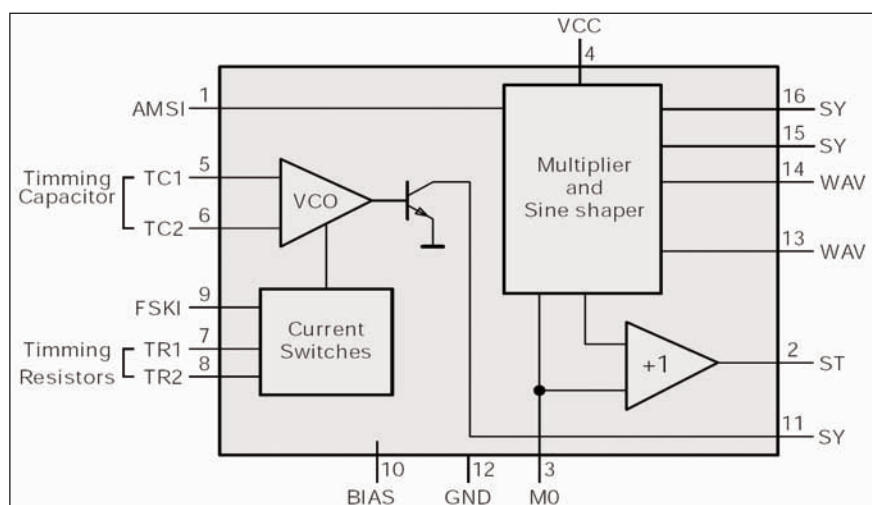 VCC
4
AMSI 1
16 SY
15 SY
14 WAV
13 WAV
Multiplier
and
Sine shaper
Timming
Capacitor
TC1 5
TC2 6
VCO
FSKI 9
Timming
Resistors
TR1 7
TR2 8
Current
Switches
+1
2 ST
11 SY
10
BIAS
12
GND
3
M0